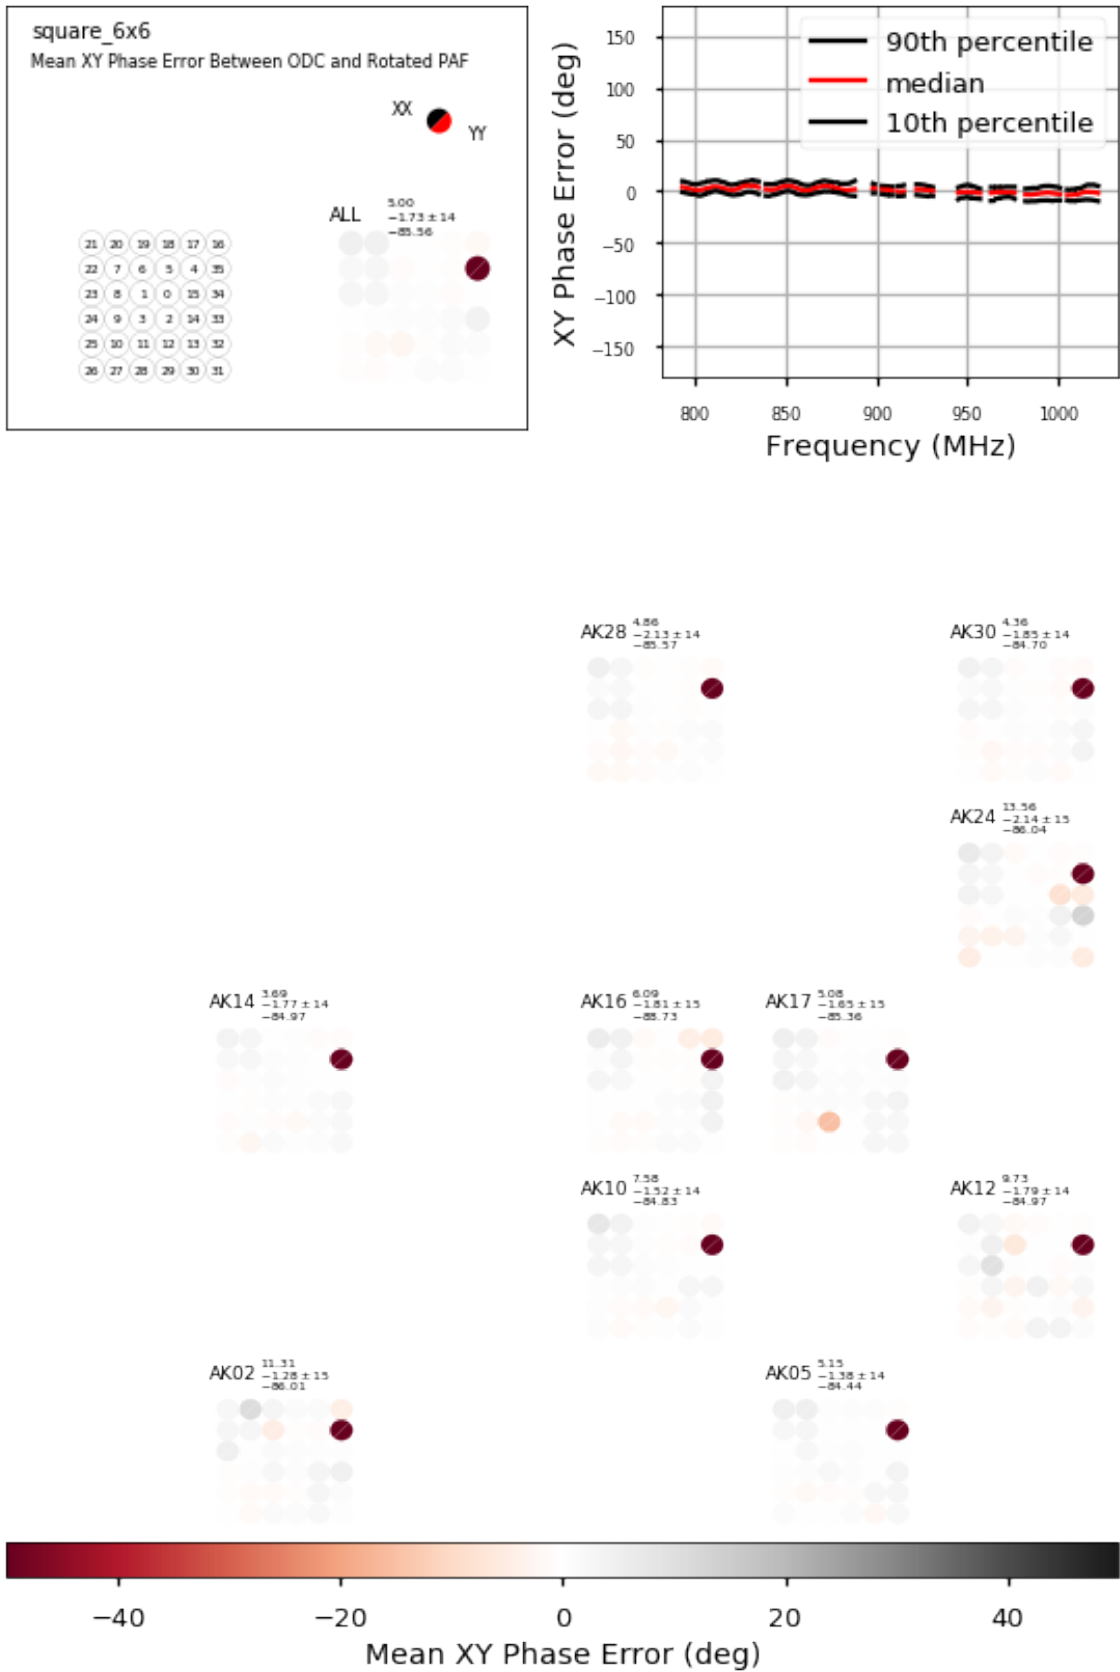 square_6x6
Mean XY Phase Error Between ODC and Rotated PAF
XX
YY
ALL
5.00
−1.73 ± 14
−85.56
21 20 19 18 17 16
22 7 6 5 4 35
23 8 1 0 15 34
24 9 3 2 14 33
25 10 11 12 13 32
26 27 28 29 30 31
XY Phase Error (deg)
150
100
50
0
−50
−100
−150
90th percentile
median
10th percentile
800 850 900 950 1000
Frequency (MHz)
AK28
4.86
−2.13 ± 14
−85.57
AK30
4.36
−1.85 ± 14
−84.70
AK24
13.56
−2.14 ± 15
−86.04
AK14
3.69
−1.77 ± 14
−84.97
AK16
6.09
−1.81 ± 15
−88.73
AK17
5.08
−1.65 ± 15
−85.36
AK10
7.58
−1.52 ± 14
−84.83
AK12
9.73
−1.79 ± 14
−84.97
AK02
11.31
−1.28 ± 15
−86.01
AK05
5.15
−1.38 ± 14
−84.44
−40 −20 0 20 40
Mean XY Phase Error (deg)